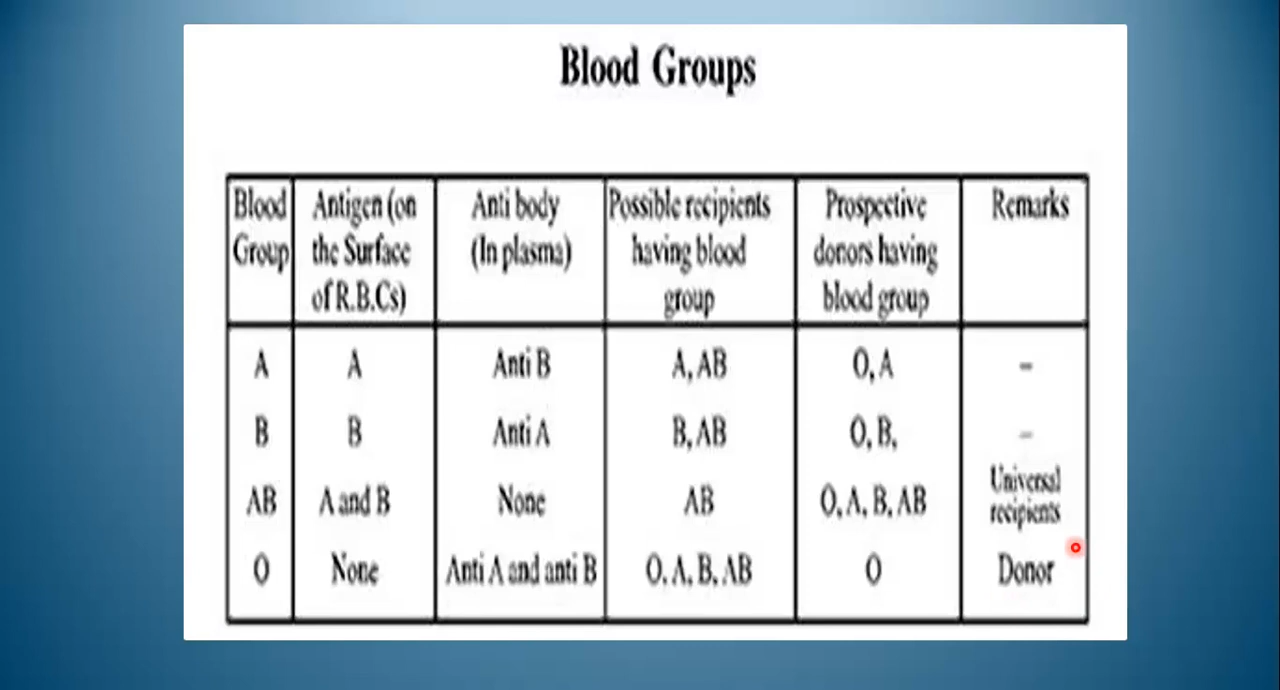 Blood Groups
Blood Group | Antigen (on the Surface of R.B.Cs) | Anti body (In plasma) | Possible recipients having blood group | Prospective donors having blood group | Remarks
A | A | Anti B | A, AB | O, A | –
B | B | Anti A | B, AB | O, B, | –
AB | A and B | None | AB | O, A, B, AB | Universal recipients
O | None | Anti A and anti B | O, A, B, AB | O | Donor